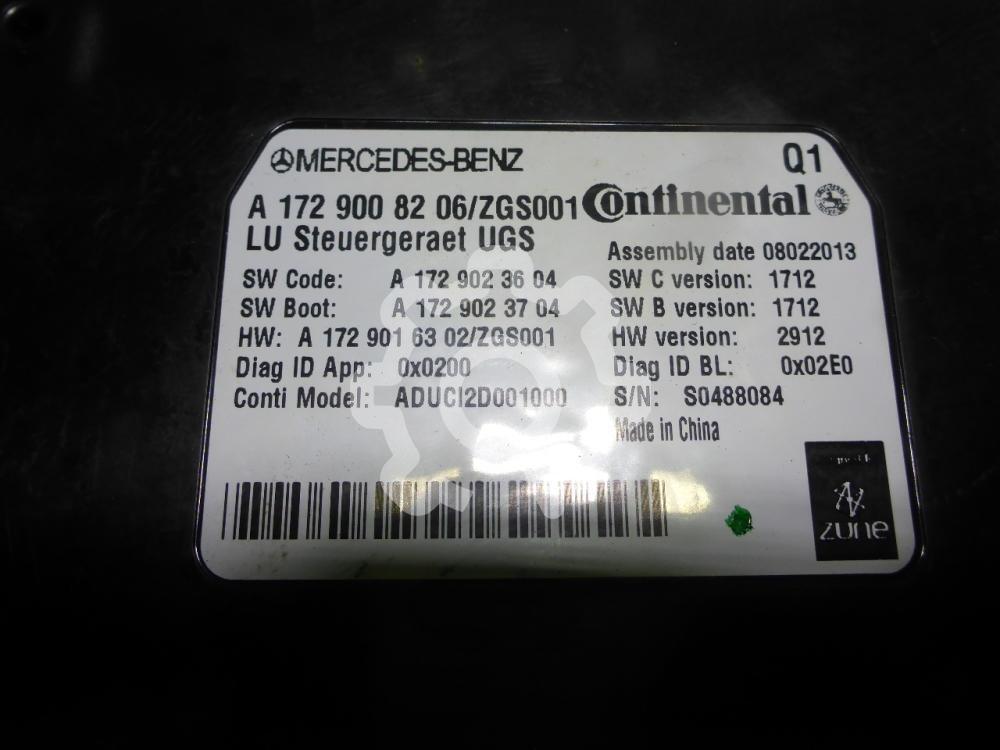 MERCEDES-BENZ Q1
A 172 900 82 06/ZGS001 Continental
LU Steuergeraet UGS
Assembly date 08022013
SW Code: A 172 902 36 04 SW C version: 1712
SW Boot: A 172 902 37 04 SW B version: 1712
HW: A 172 901 63 02/ZGS001 HW version: 2912
Diag ID App: 0x0200 Diag ID BL: 0x02E0
Conti Model: ADUCI2D001000 S/N: S0488084
Made in China
zune